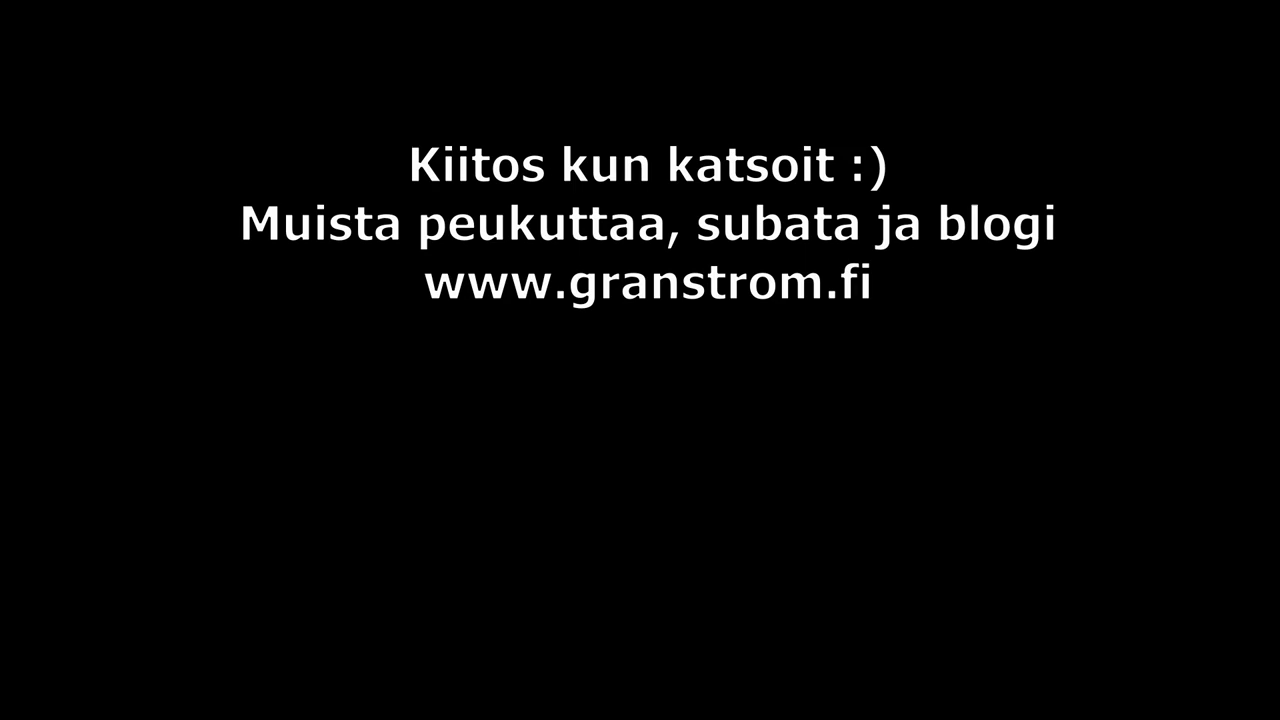 Kiitos kun katsoit :)
Muista peukuttaa, subata ja blogi
www.granstrom.fi